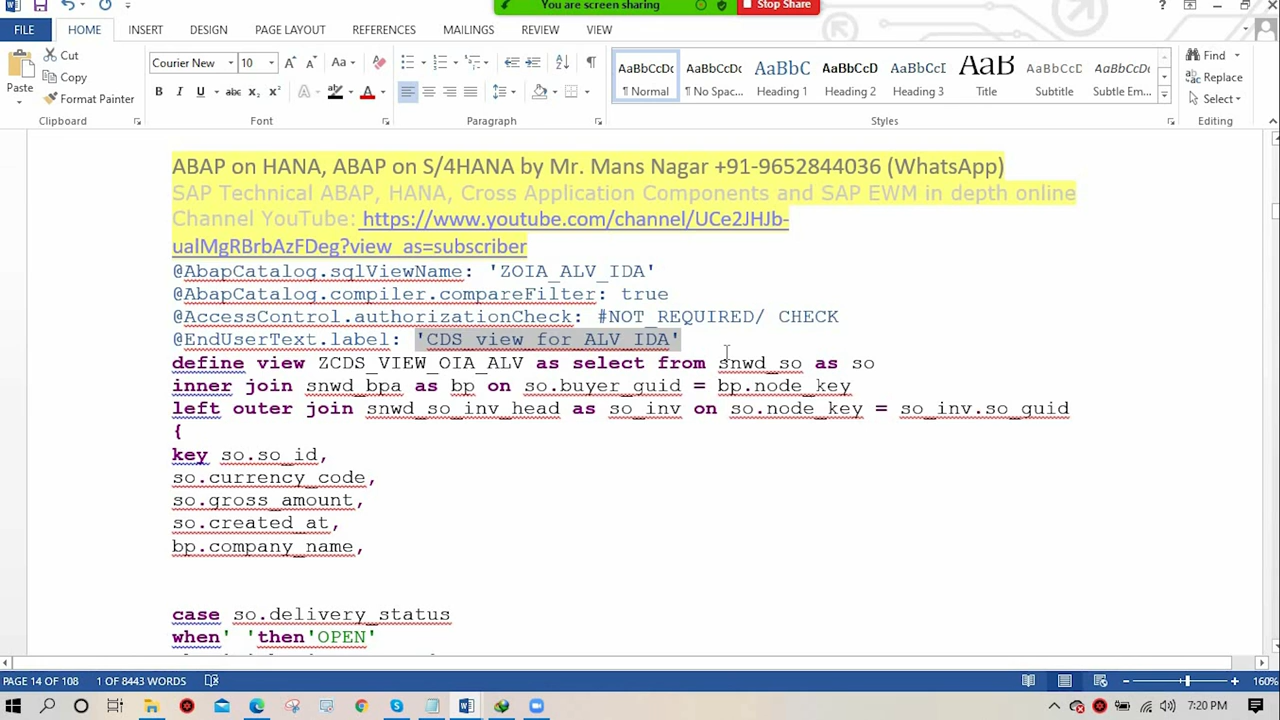 You are screen sharing
Stop Share
FILE HOME INSERT DESIGN PAGE LAYOUT REFERENCES MAILINGS REVIEW VIEW
Paste
Cut
Copy
Format Painter
Clipboard
Courier New 10
Font
Paragraph
AaBbCcDc AaBbCcDc AaBbC AaBbCc AaBbCcD AaB AaBbCcD AaBbCcDc
¶ Normal ¶ No Spac... Heading 1 Heading 2 Heading 3 Title Subtitle Subtle Em...
Styles
Find
Replace
Select
Editing
ABAP on HANA, ABAP on S/4HANA by Mr. Mans Nagar +91-9652844036 (WhatsApp)
SAP Technical ABAP, HANA, Cross Application Components and SAP EWM in depth online
Channel YouTube: https://www.youtube.com/channel/UCe2JHJb-
ualMgRBrbAzFDeg?view_as=subscriber
@AbapCatalog.sqlViewName: 'ZOIA_ALV_IDA'
@AbapCatalog.compiler.compareFilter: true
@AccessControl.authorizationCheck: #NOT_REQUIRED/ CHECK
@EndUserText.label: 'CDS view for ALV IDA'
define view ZCDS_VIEW_OIA_ALV as select from snwd_so as so
inner join snwd_bpa as bp on so.buyer_guid = bp.node_key
left outer join snwd_so_inv_head as so_inv on so.node_key = so_inv.so_guid
{
key so.so_id,
so.currency_code,
so.gross_amount,
so.created_at,
bp.company_name,
case so.delivery_status
when' 'then'OPEN'
PAGE 14 OF 108 1 OF 8443 WORDS 160%
7:20 PM